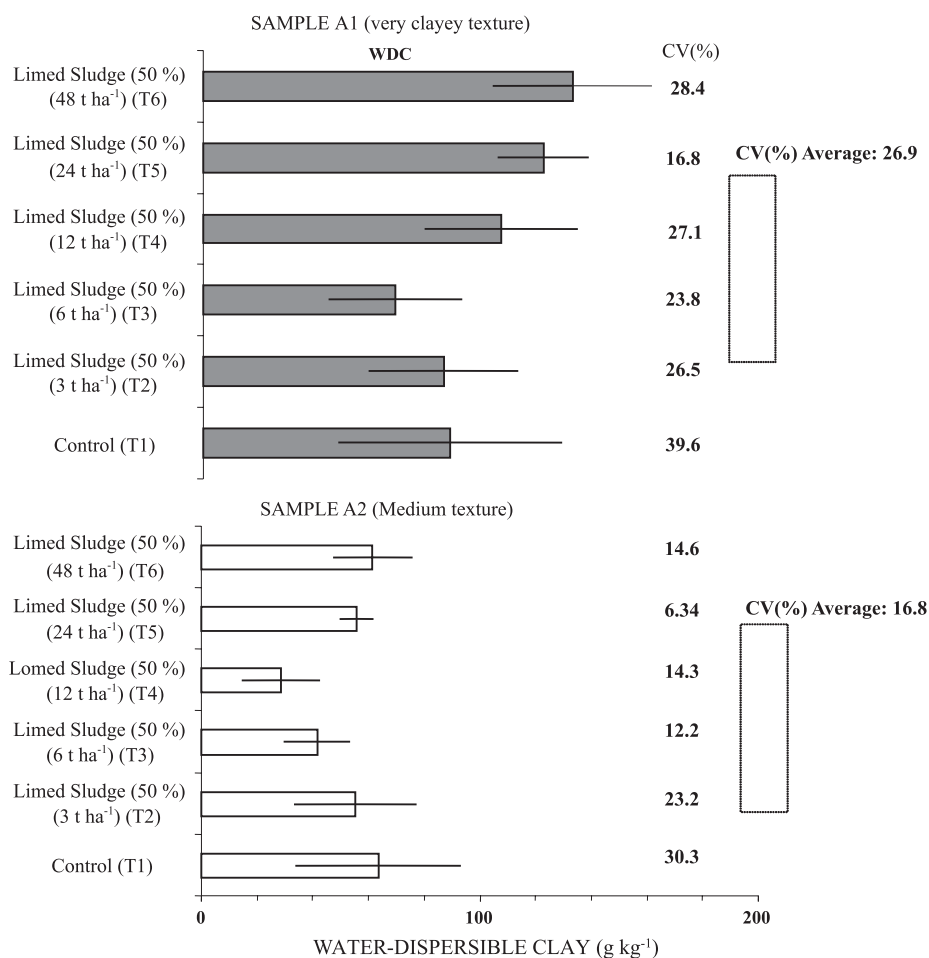 SAMPLE A1 (very clayey texture)
WDC
CV(%)
Limed Sludge (50 %)
(48 t ha⁻¹) (T6)
28.4
Limed Sludge (50 %)
(24 t ha⁻¹) (T5)
16.8
CV(%) Average: 26.9
Limed Sludge (50 %)
(12 t ha⁻¹) (T4)
27.1
Limed Sludge (50 %)
(6 t ha⁻¹) (T3)
23.8
Limed Sludge (50 %)
(3 t ha⁻¹) (T2)
26.5
Control (T1)
39.6
SAMPLE A2 (Medium texture)
Limed Sludge (50 %)
(48 t ha⁻¹) (T6)
14.6
Limed Sludge (50 %)
(24 t ha⁻¹) (T5)
6.34
CV(%) Average: 16.8
Lomed Sludge (50 %)
(12 t ha⁻¹) (T4)
14.3
Limed Sludge (50 %)
(6 t ha⁻¹) (T3)
12.2
Limed Sludge (50 %)
(3 t ha⁻¹) (T2)
23.2
Control (T1)
30.3
0 100 200
WATER-DISPERSIBLE CLAY (g kg⁻¹)